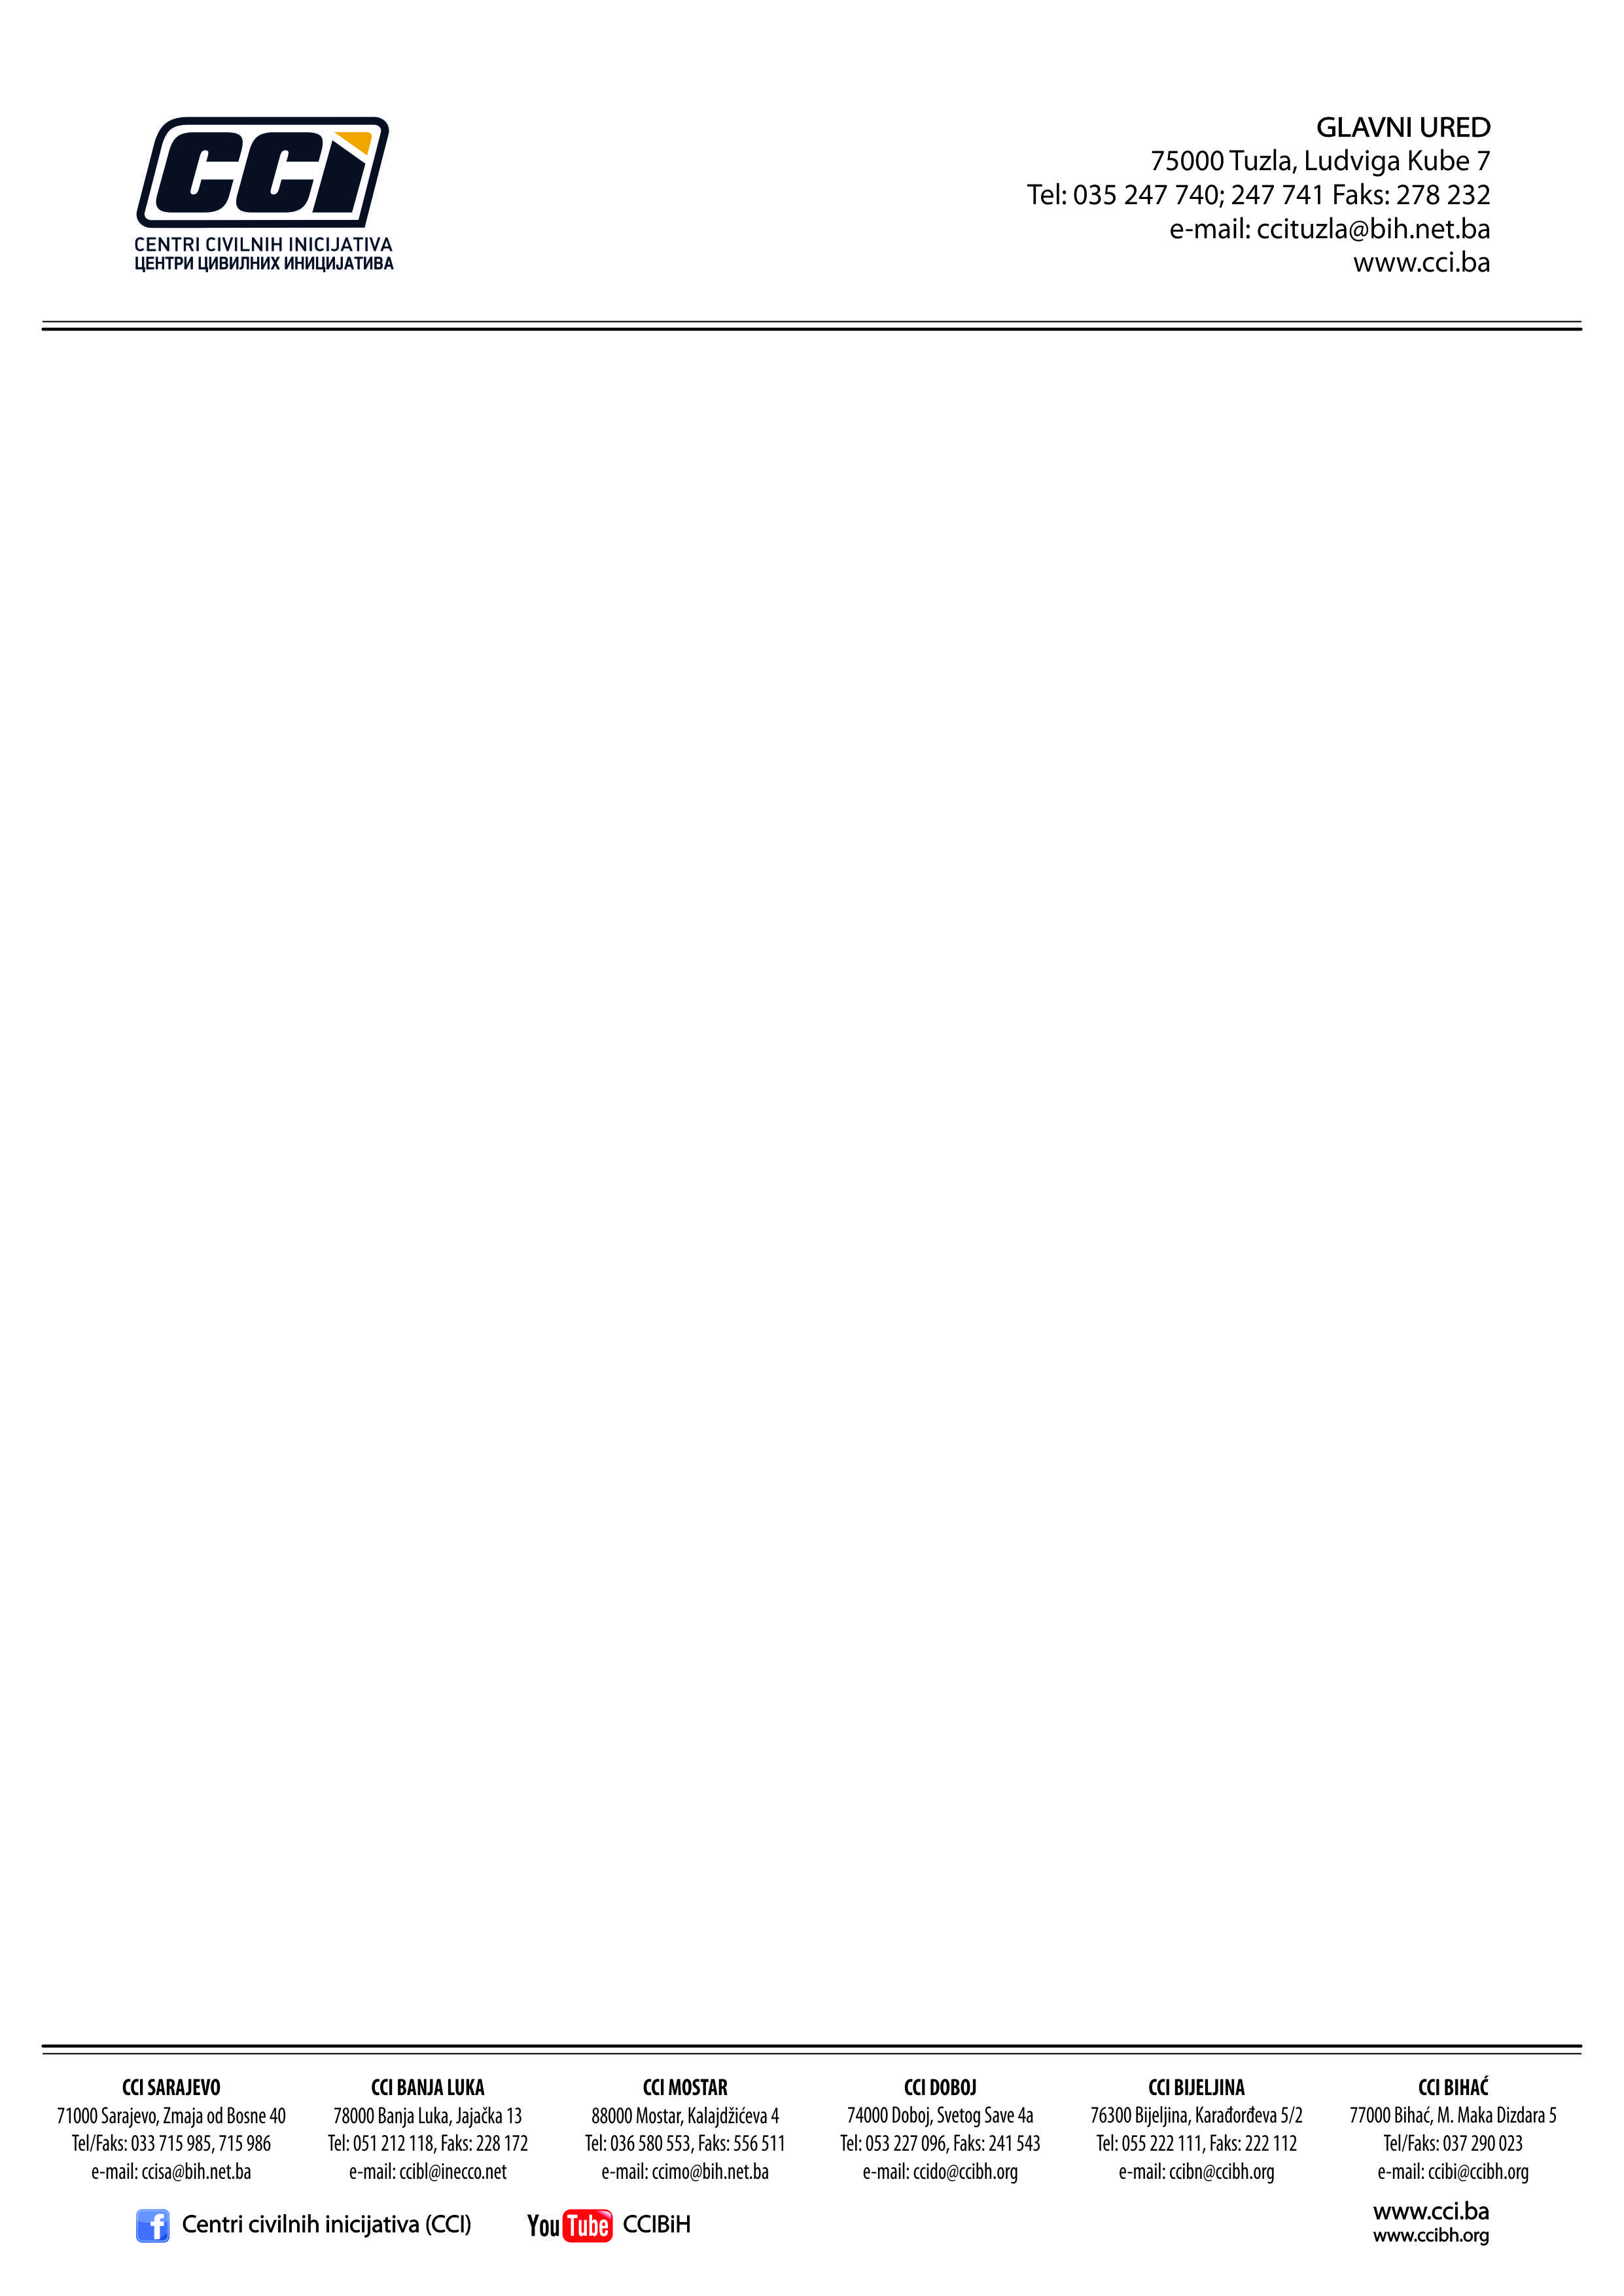 CCI
CENTRI CIVILNIH INICIJATIVA
ЦЕНТРИ ЦИВИЛНИХ ИНИЦИЈАТИВА
GLAVNI URED
75000 Tuzla, Ludviga Kube 7
Tel: 035 247 740; 247 741 Faks: 278 232
e-mail: ccituzla@bih.net.ba
www.cci.ba
CCI SARAJEVO
71000 Sarajevo, Zmaja od Bosne 40
Tel/Faks: 033 715 985, 715 986
e-mail: ccisa@bih.net.ba
CCI BANJA LUKA
78000 Banja Luka, Jajačka 13
Tel: 051 212 118, Faks: 228 172
e-mail: ccibl@inecco.net
CCI MOSTAR
88000 Mostar, Kalajdžićeva 4
Tel: 036 580 553, Faks: 556 511
e-mail: ccimo@bih.net.ba
CCI DOBOJ
74000 Doboj, Svetog Save 4a
Tel: 053 227 096, Faks: 241 543
e-mail: ccido@ccibh.org
CCI BIJELJINA
76300 Bijeljina, Karađorđeva 5/2
Tel: 055 222 111, Faks: 222 112
e-mail: ccibn@ccibh.org
CCI BIHAĆ
77000 Bihać, M. Maka Dizdara 5
Tel/Faks: 037 290 023
e-mail: ccibi@ccibh.org
f Centri civilnih inicijativa (CCI)
You Tube CCIBiH
www.cci.ba
www.ccibh.org